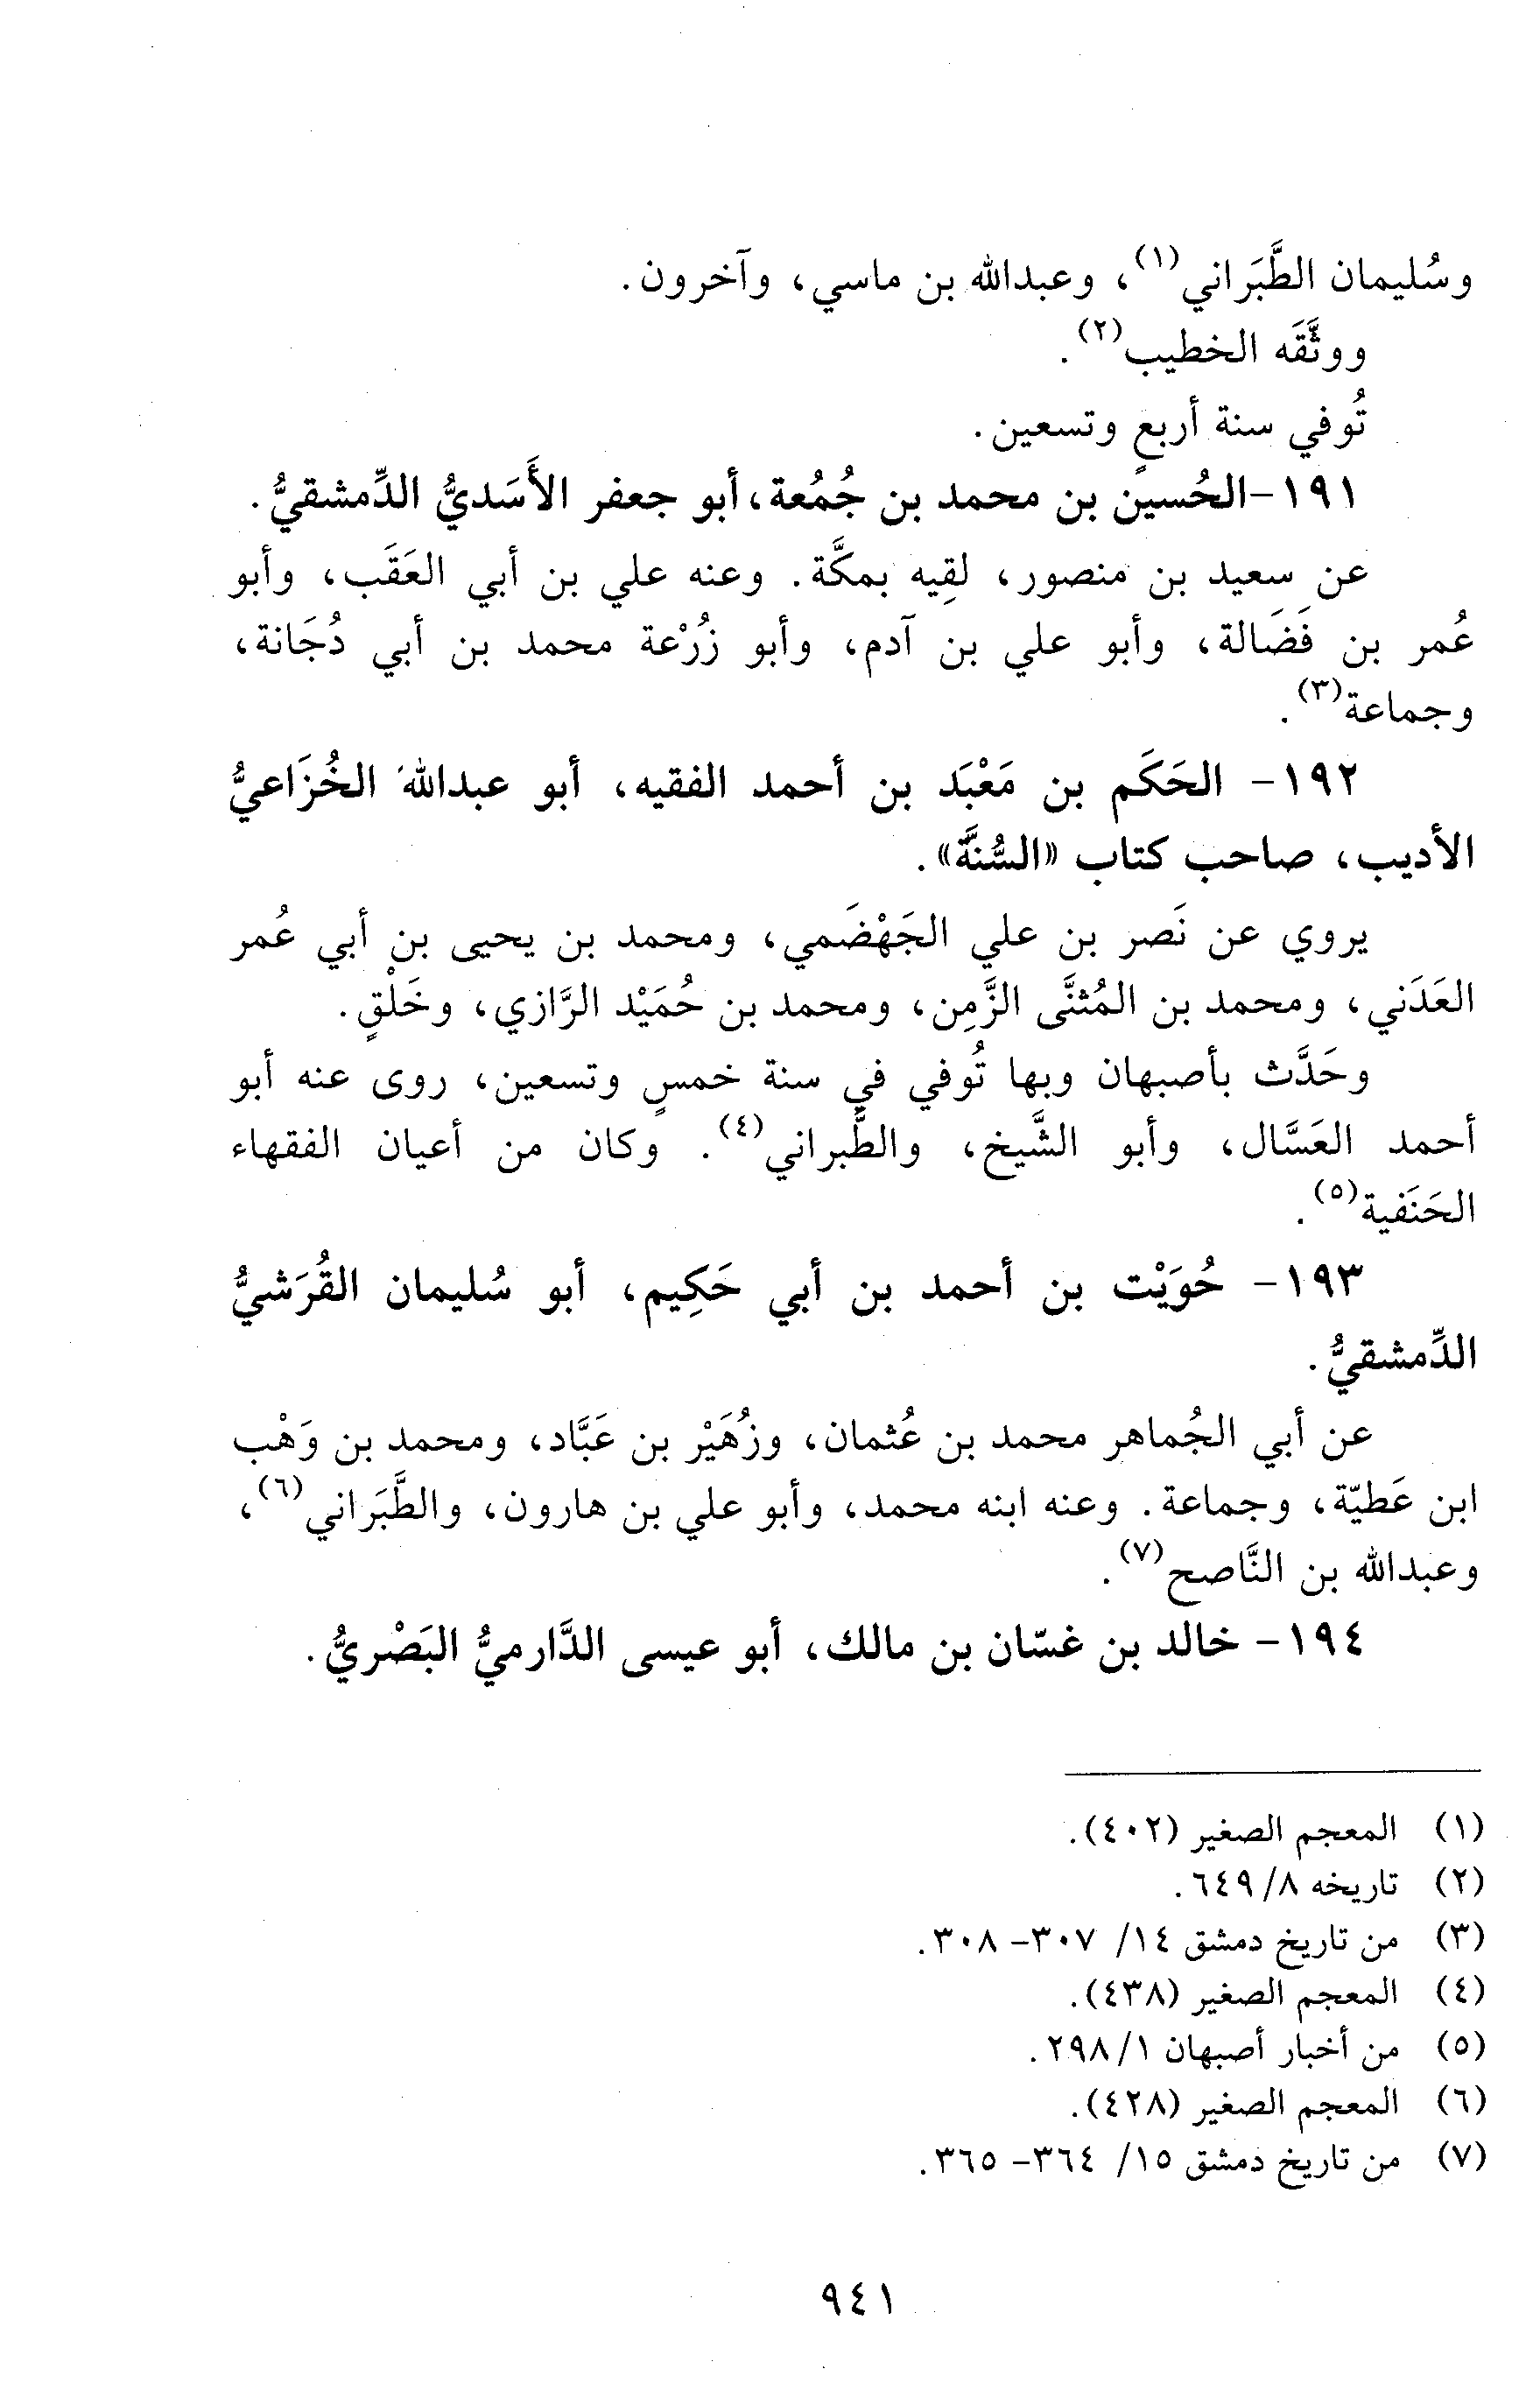 وسُليمان الطَّبَراني(١)، وعبدالله بن ماسي، وآخرون.
ووثَّقَه الخطيب(٢).
تُوفي سنة أربعٍ وتسعين.
١٩١-الحُسين بن محمد بن جُمُعة، أبو جعفر الأَسَديُّ الدِّمشقيُّ.
عن سعيد بن منصور، لقِيه بمكَّة. وعنه علي بن أبي العَقَب، وأبو
عُمر بن فَضَالة، وأبو علي بن آدم، وأبو زُرْعة محمد بن أبي دُجَانة،
وجماعة(٣).
١٩٢- الحَكَم بن مَعْبَد بن أحمد الفقيه، أبو عبدالله الخُزَاعيُّ
الأديب، صاحب كتاب «السُّنَّة».
يروي عن نَصر بن علي الجَهْضَمي، ومحمد بن يحيى بن أبي عُمر
العَدَني، ومحمد بن المُثنَّى الزَّمِن، ومحمد بن حُمَيْد الرَّازي، وخَلْقٍ.
وحَدَّث بأصبهان وبها تُوفي في سنة خمسٍ وتسعين، روى عنه أبو
أحمد العَسَّال، وأبو الشَّيخ، والطَّبراني(٤). وكان من أعيان الفقهاء
الحَنَفية(٥).
١٩٣- حُوَيْت بن أحمد بن أبي حَكِيم، أبو سُليمان القُرَشيُّ
الدِّمشقيُّ.
عن أبي الجُماهر محمد بن عُثمان، وزُهَيْر بن عَبَّاد، ومحمد بن وَهْب
ابن عَطيّة، وجماعة. وعنه ابنه محمد، وأبو علي بن هارون، والطَّبَراني(٦)،
وعبدالله بن النَّاصح(٧).
١٩٤- خالد بن غسّان بن مالك، أبو عيسى الدَّارميُّ البَصْريُّ.
(١) المعجم الصغير (٤٠٢).
(٢) تاريخه ٨/ ٦٤٩.
(٣) من تاريخ دمشق ١٤/ ٣٠٧- ٣٠٨.
(٤) المعجم الصغير (٤٣٨).
(٥) من أخبار أصبهان ١/ ٢٩٨.
(٦) المعجم الصغير (٤٢٨).
(٧) من تاريخ دمشق ١٥/ ٣٦٤- ٣٦٥.
٩٤١